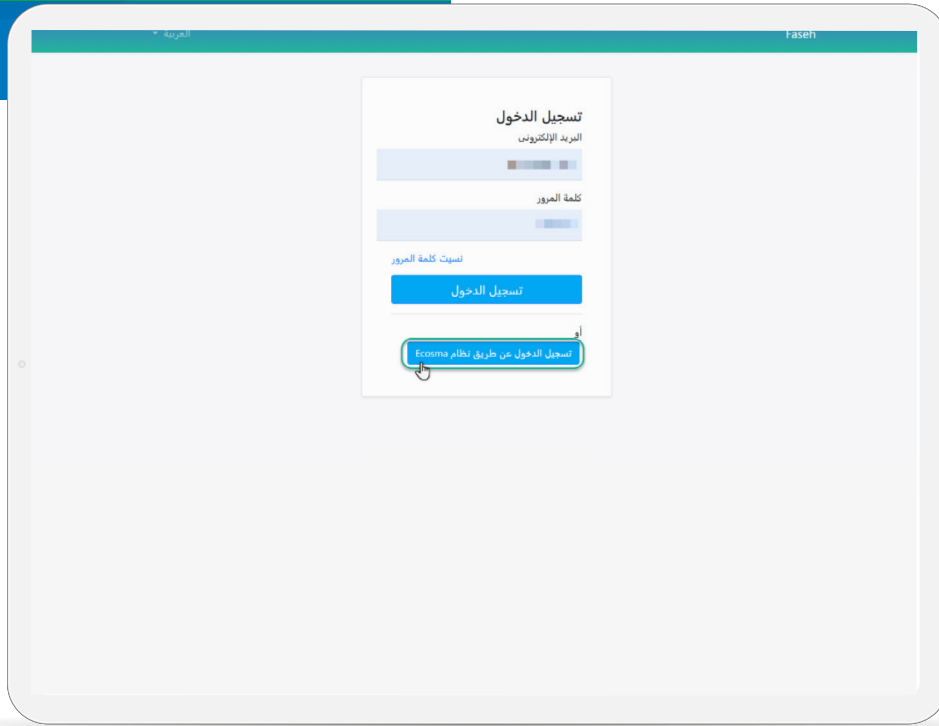 Faseh
العربية
تسجيل الدخول
البريد الإلكتروني
كلمة المرور
نسيت كلمة المرور
تسجيل الدخول
أو
تسجيل الدخول عن طريق نظام Ecosma